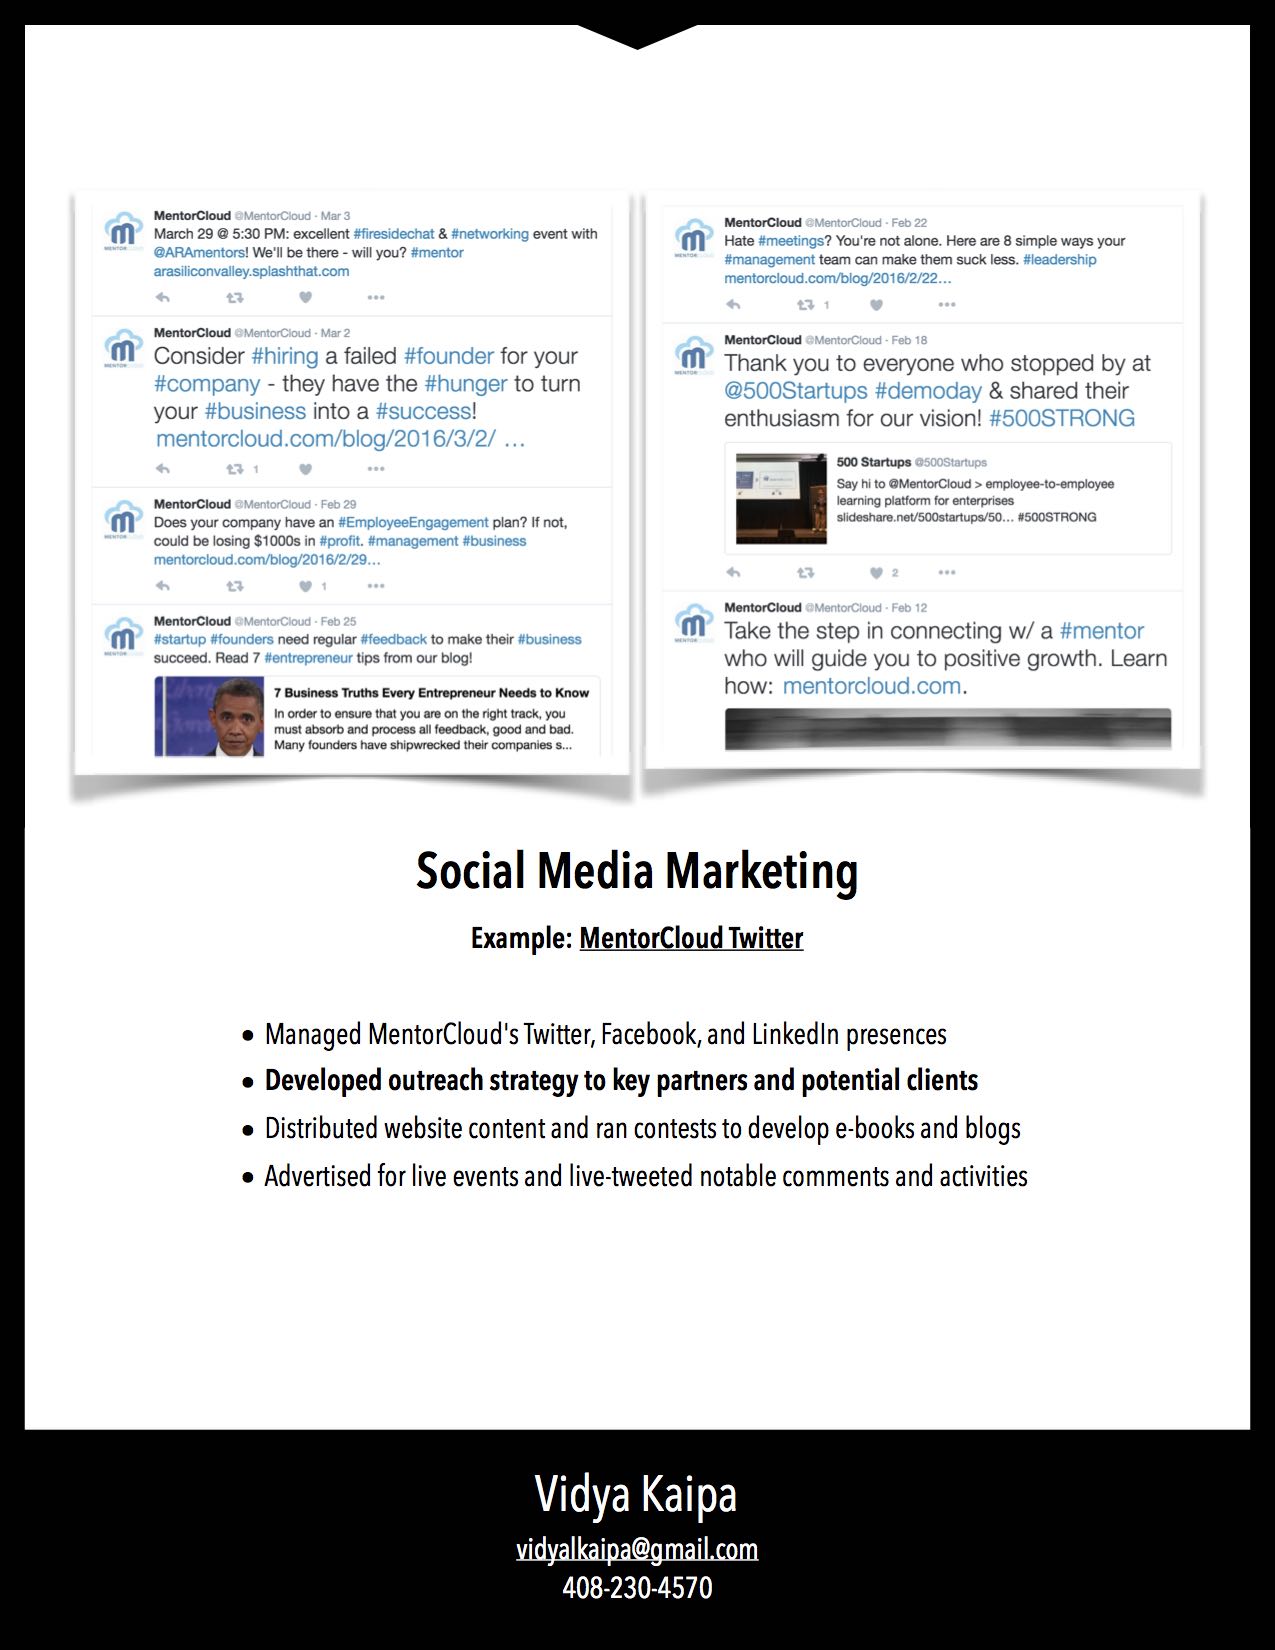 MentorCloud @MentorCloud · Mar 3
March 29 @ 5:30 PM: excellent #firesidechat & #networking event with
@ARAmentors! We'll be there - will you? #mentor
arasiliconvalley.splashthat.com
MentorCloud @MentorCloud · Mar 2
Consider #hiring a failed #founder for your
#company - they have the #hunger to turn
your #business into a #success!
mentorcloud.com/blog/2016/3/2/ …
1
MentorCloud @MentorCloud · Feb 29
Does your company have an #EmployeeEngagement plan? If not,
could be losing $1000s in #profit. #management #business
mentorcloud.com/blog/2016/2/29…
1
MentorCloud @MentorCloud · Feb 25
#startup #founders need regular #feedback to make their #business
succeed. Read 7 #entrepreneur tips from our blog!
7 Business Truths Every Entrepreneur Needs to Know
In order to ensure that you are on the right track, you
must absorb and process all feedback, good and bad.
Many founders have shipwrecked their companies s...
MentorCloud @MentorCloud · Feb 22
Hate #meetings? You're not alone. Here are 8 simple ways your
#management team can make them suck less. #leadership
mentorcloud.com/blog/2016/2/22…
1
MentorCloud @MentorCloud · Feb 18
Thank you to everyone who stopped by at
@500Startups #demoday & shared their
enthusiasm for our vision! #500STRONG
500 Startups @500Startups
Say hi to @MentorCloud > employee-to-employee
learning platform for enterprises
slideshare.net/500startups/50... #500STRONG
2
MentorCloud @MentorCloud · Feb 12
Take the step in connecting w/ a #mentor
who will guide you to positive growth. Learn
how: mentorcloud.com.
Social Media Marketing
Example: MentorCloud Twitter
• Managed MentorCloud's Twitter, Facebook, and LinkedIn presences
• Developed outreach strategy to key partners and potential clients
• Distributed website content and ran contests to develop e-books and blogs
• Advertised for live events and live-tweeted notable comments and activities
Vidya Kaipa
vidyalkaipa@gmail.com
408-230-4570